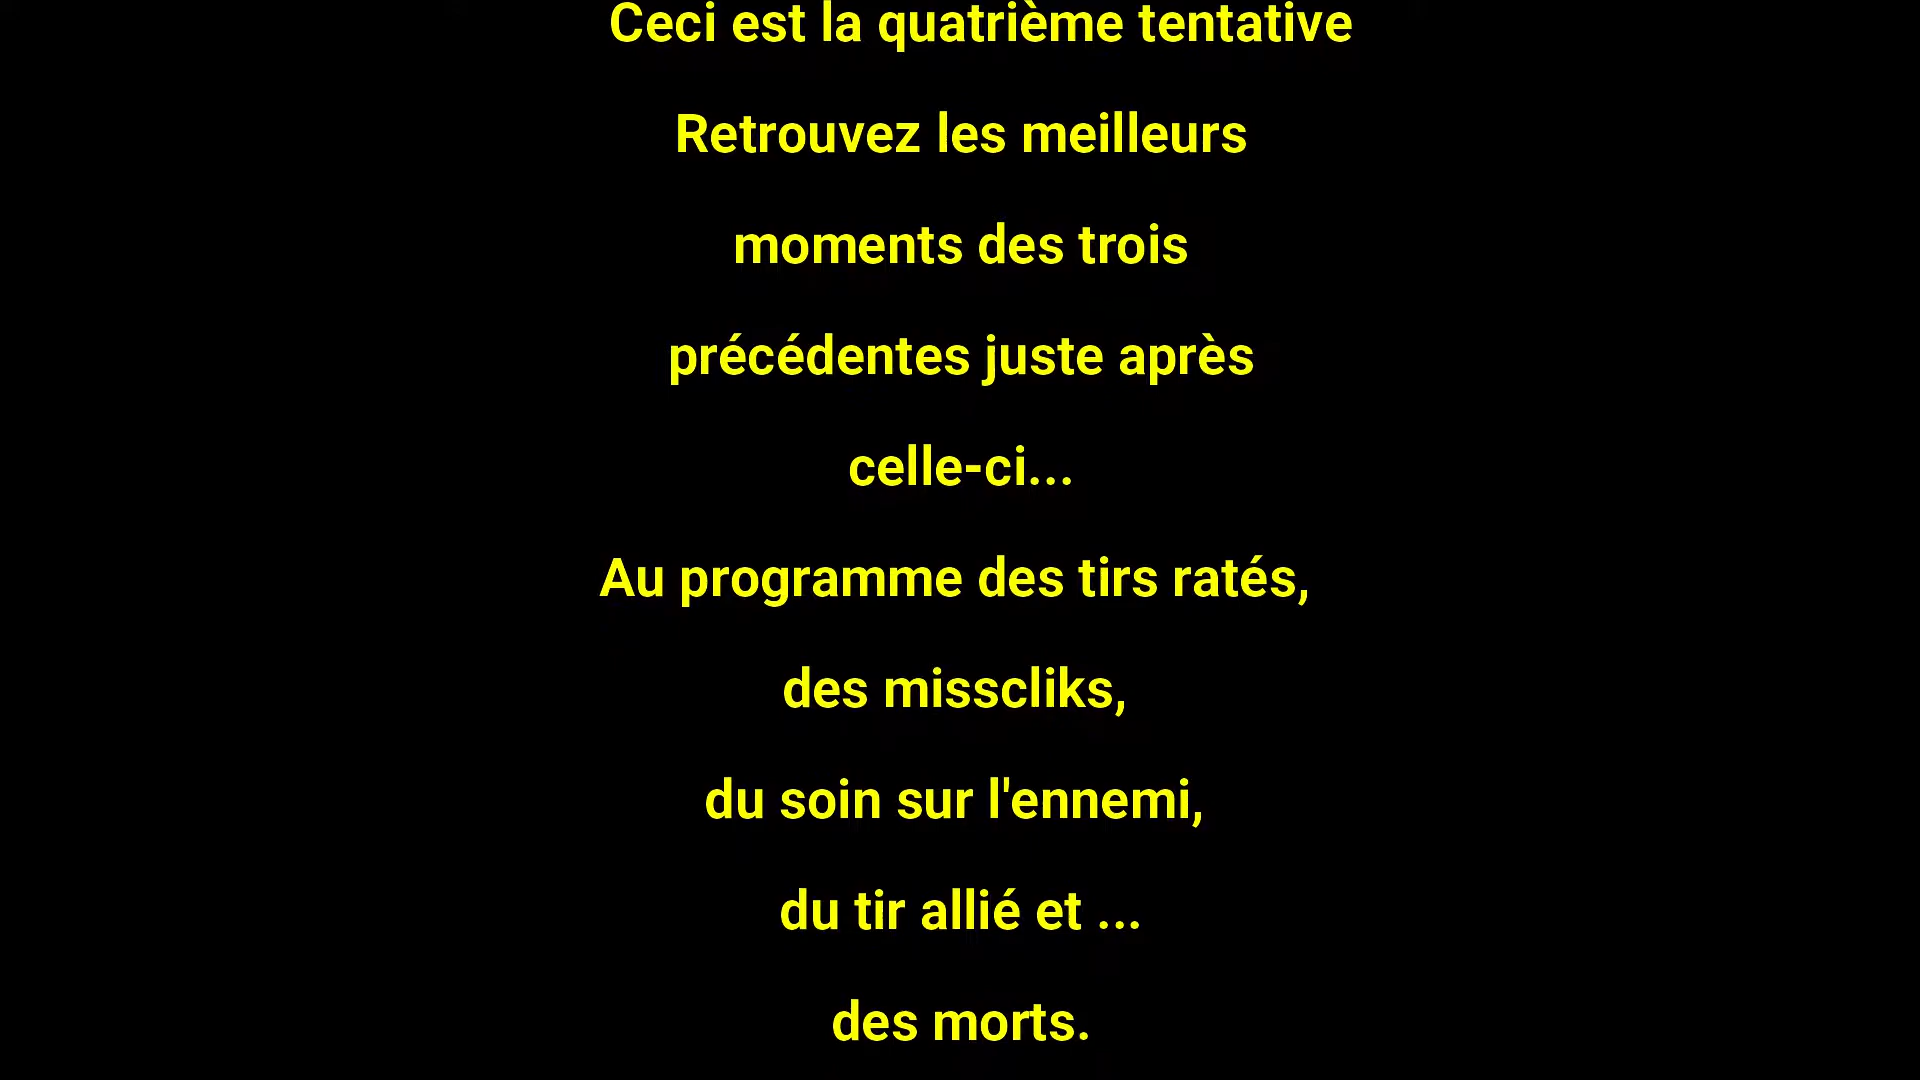 Ceci est la quatrième tentative
Retrouvez les meilleurs
moments des trois
précédentes juste après
celle-ci...
Au programme des tirs ratés,
des misscliks,
du soin sur l'ennemi,
du tir allié et ...
des morts.